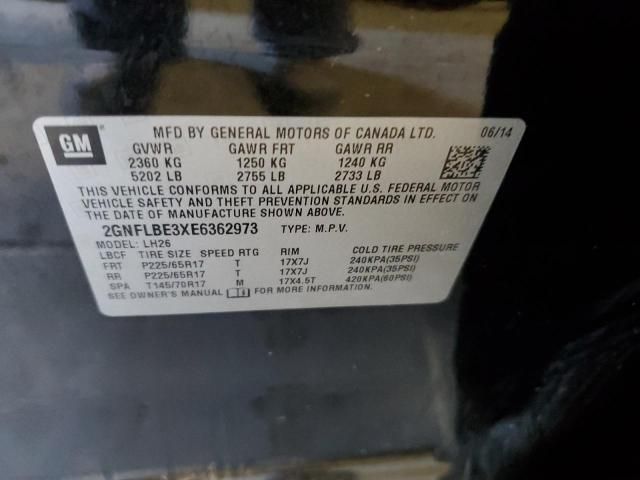 GM
MFD BY GENERAL MOTORS OF CANADA LTD. 06/14
GVWR GAWR FRT GAWR RR
2360 KG 1250 KG 1240 KG
5202 LB 2755 LB 2733 LB
THIS VEHICLE CONFORMS TO ALL APPLICABLE U.S. FEDERAL MOTOR
VEHICLE SAFETY AND THEFT PREVENTION STANDARDS IN EFFECT ON
THE DATE OF MANUFACTURE SHOWN ABOVE.
2GNFLBE3XE6362973 TYPE: M.P.V.
MODEL: LH26
LBCF TIRE SIZE SPEED RTG RIM COLD TIRE PRESSURE
FRT P225/65R17 T 17X7J 240KPA(35PSI)
RR P225/65R17 T 17X7J 240KPA(35PSI)
SPA T145/70R17 M 17X4.5T 420KPA(60PSI)
SEE OWNER'S MANUAL FOR MORE INFORMATION.